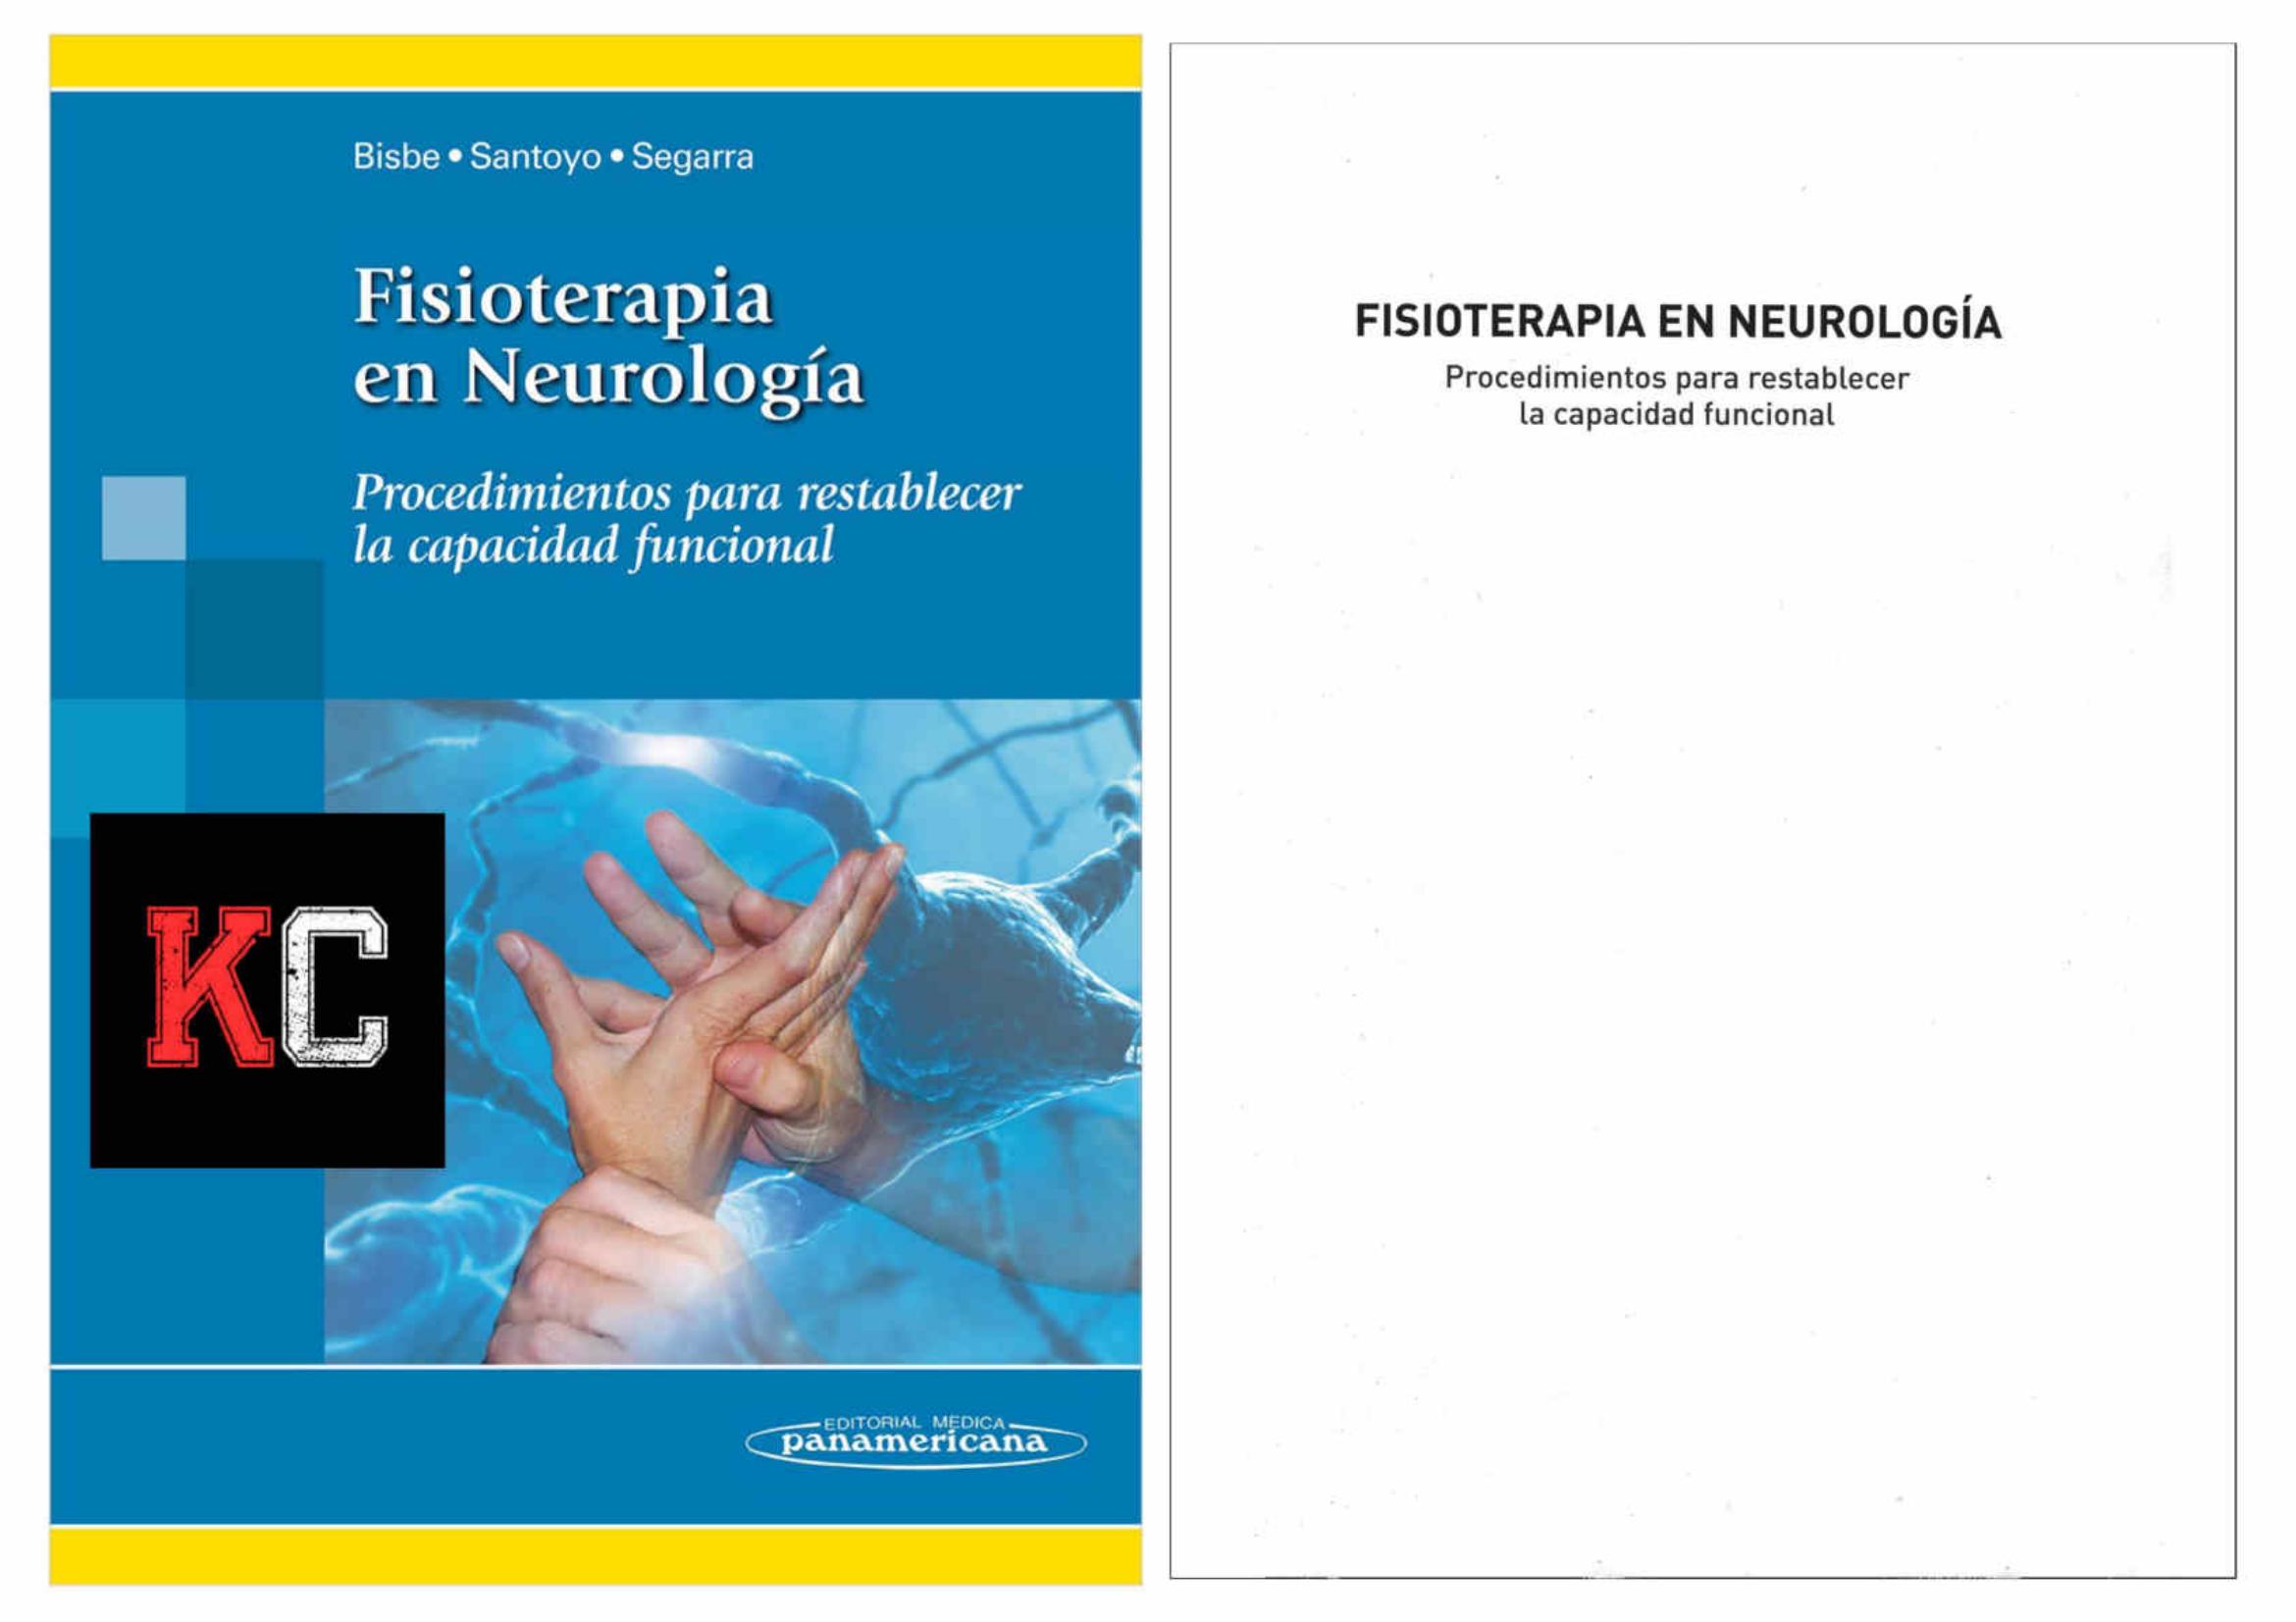 Bisbe • Santoyo • Segarra
Fisioterapia
en Neurología
Procedimientos para restablecer
la capacidad funcional
KC
EDITORIAL MEDICA
panamericana
FISIOTERAPIA EN NEUROLOGÍA
Procedimientos para restablecer
la capacidad funcional